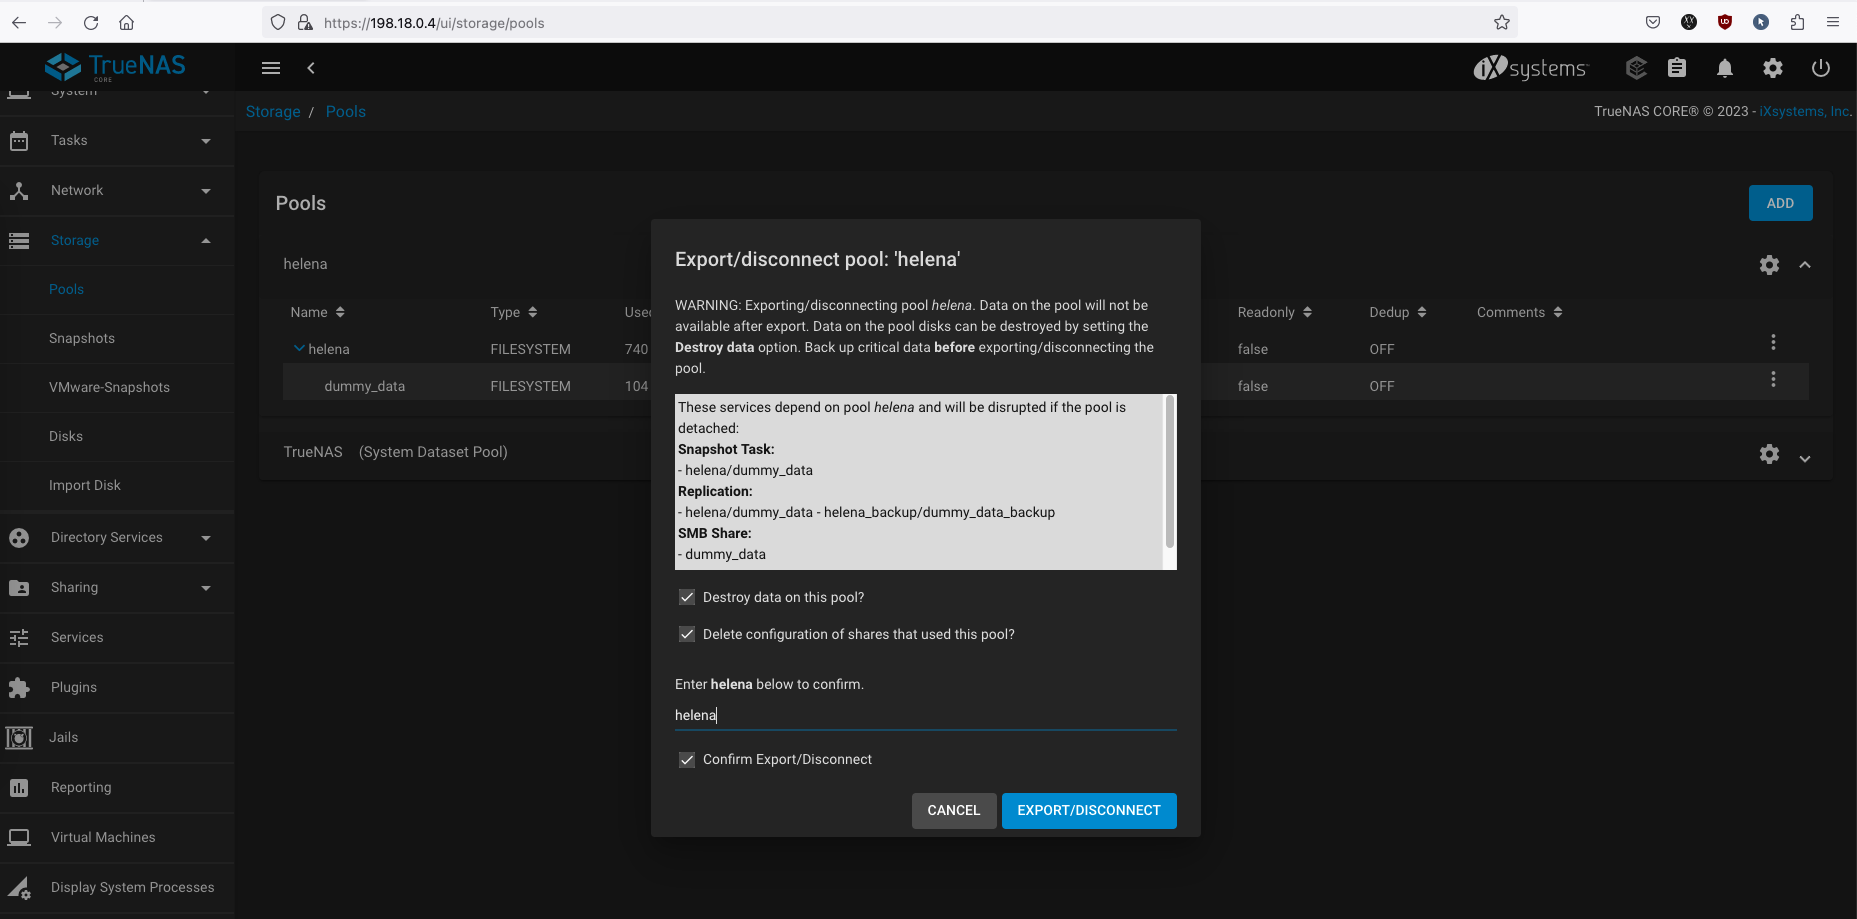 https://198.18.0.4/ui/storage/pools
TrueNAS
CORE
iXsystems
System
Tasks
Network
Storage
Pools
Snapshots
VMware-Snapshots
Disks
Import Disk
Directory Services
Sharing
Services
Plugins
Jails
Reporting
Virtual Machines
Display System Processes
Storage / Pools
TrueNAS CORE® © 2023 - iXsystems, Inc.
Pools
ADD
helena
Name Type Used Readonly Dedup Comments
helena FILESYSTEM 740 false OFF
dummy_data FILESYSTEM 104 false OFF
TrueNAS (System Dataset Pool)
Export/disconnect pool: 'helena'
WARNING: Exporting/disconnecting pool helena. Data on the pool will not be
available after export. Data on the pool disks can be destroyed by setting the
Destroy data option. Back up critical data before exporting/disconnecting the
pool.
These services depend on pool helena and will be disrupted if the pool is
detached:
Snapshot Task:
- helena/dummy_data
Replication:
- helena/dummy_data - helena_backup/dummy_data_backup
SMB Share:
- dummy_data
Destroy data on this pool?
Delete configuration of shares that used this pool?
Enter helena below to confirm.
helena
Confirm Export/Disconnect
CANCEL
EXPORT/DISCONNECT